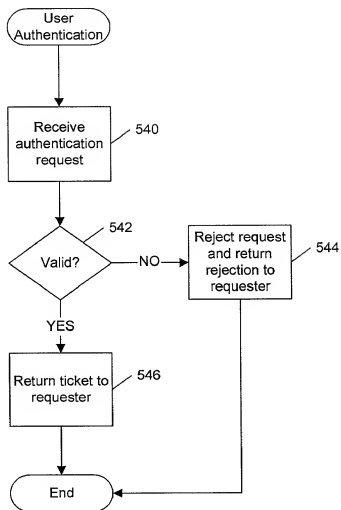 User
Authentication
Receive
authentication
request
540
542
Valid?
NO
Reject request
and return
rejection to
requester
544
YES
Return ticket to
requester
546
End